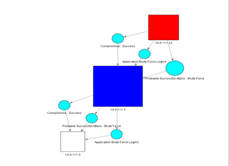 Compromise - Success
Application Brute Force Logins
Probable Successful Attack - Brute Force
Compromise - Success
Probable Successful Attack - Brute Force
Application Brute Force Logins